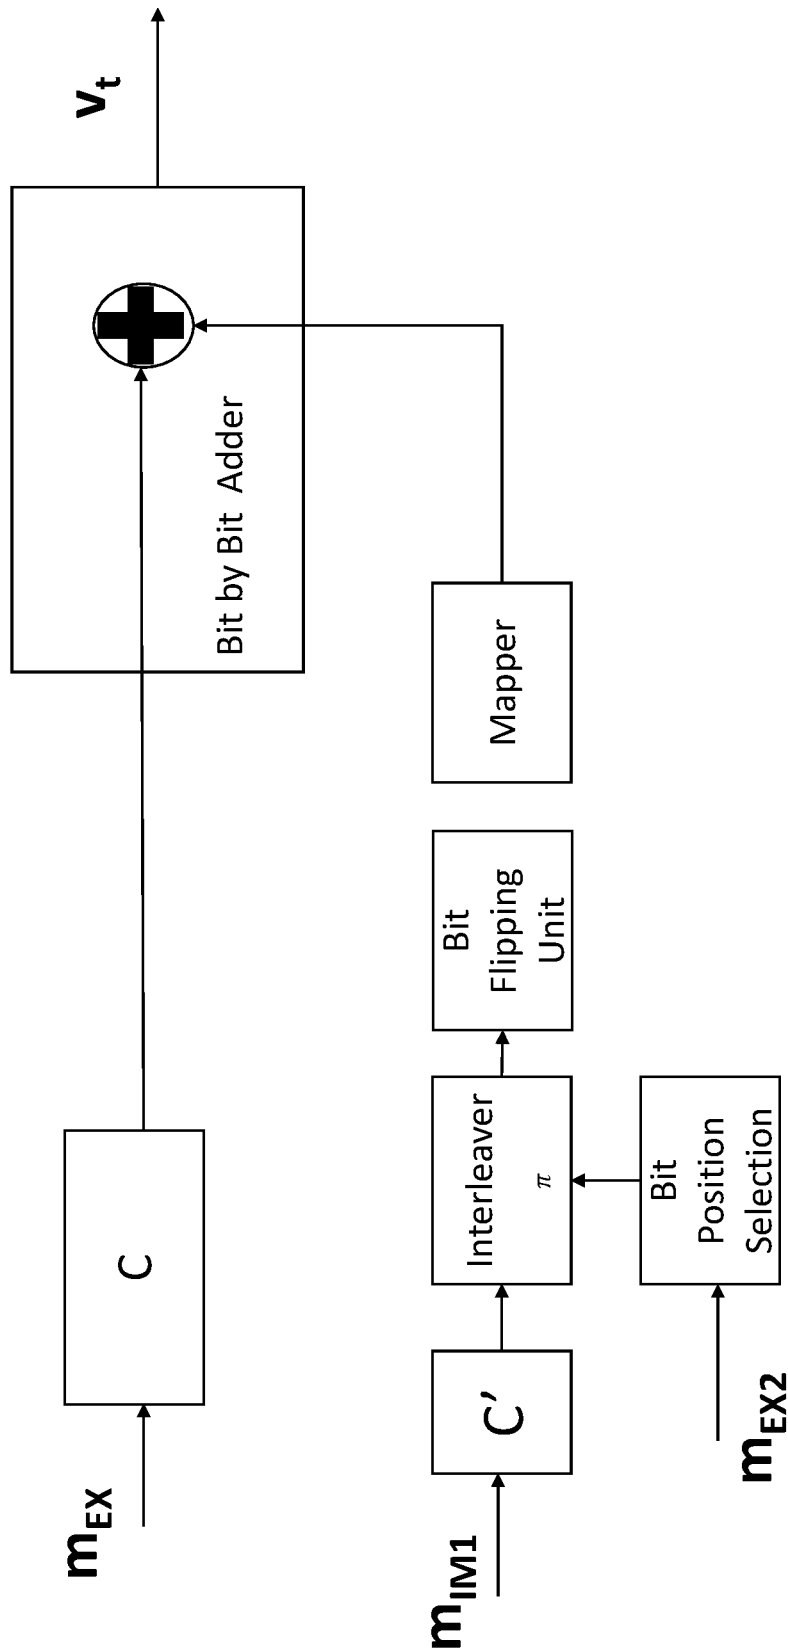 m_EX
C
Bit by Bit Adder
v_t
m_IM1
C′
Interleaver
π
Bit
Flipping
Unit
Mapper
m_EX2
Bit
Position
Selection